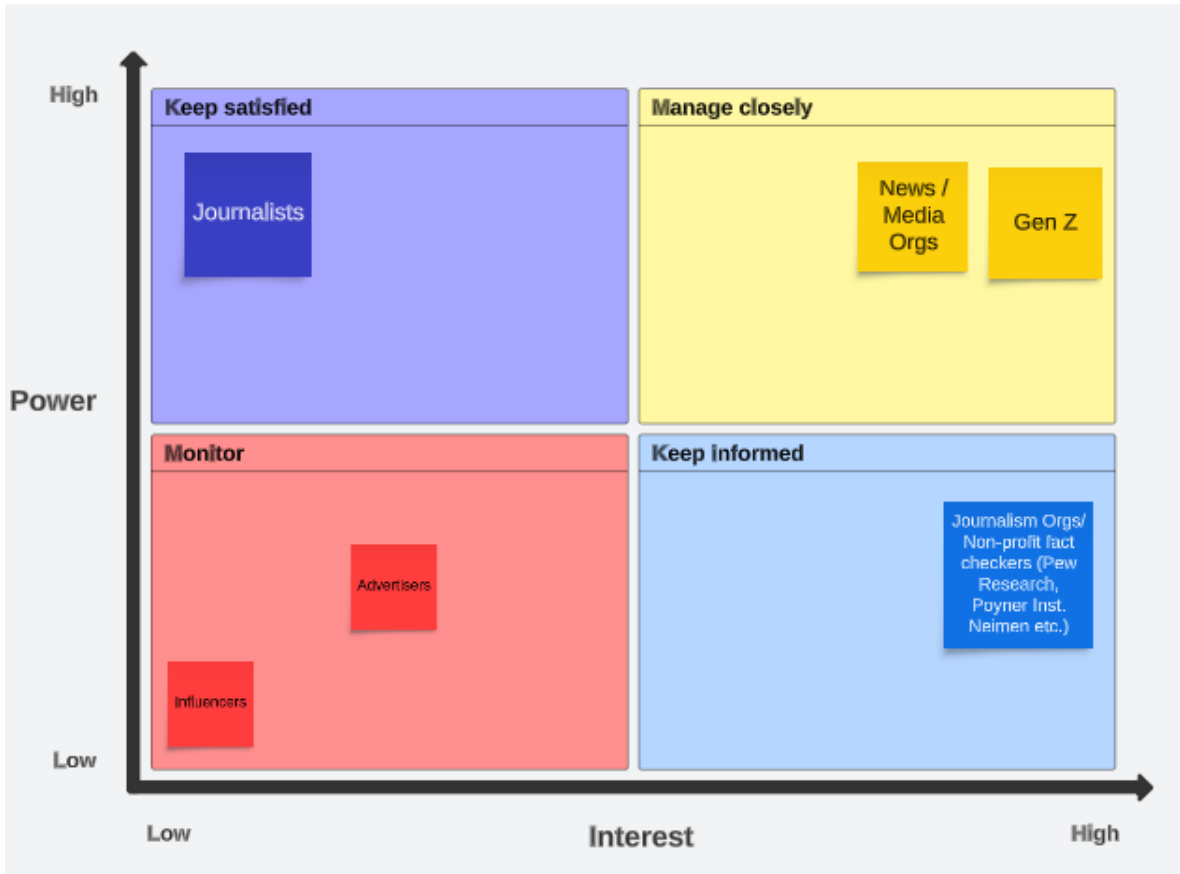 High
Keep satisfied
Manage closely
Journalists
News /
Media
Orgs
Gen Z
Power
Monitor
Keep informed
Advertisers
Influencers
Journalism Orgs/
Non-profit fact
checkers (Pew
Research,
Poyner Inst.
Neimen etc.)
Low
Low
Interest
High